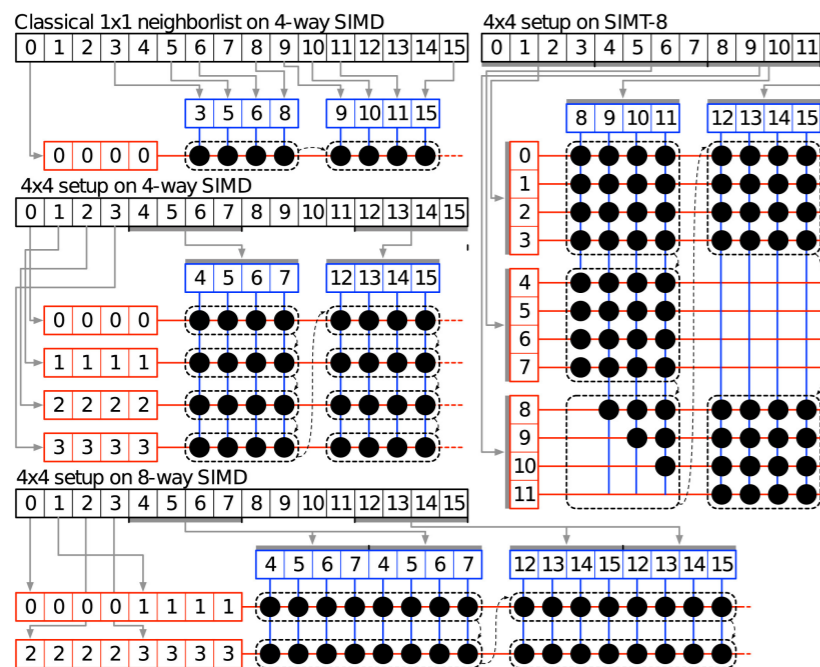 Classical 1x1 neighborlist on 4-way SIMD
0 1 2 3 4 5 6 7 8 9 10 11 12 13 14 15
3 5 6 8 9 10 11 15
0 0 0 0
4x4 setup on 4-way SIMD
0 1 2 3 4 5 6 7 8 9 10 11 12 13 14 15
4 5 6 7 12 13 14 15
0 0 0 0
1 1 1 1
2 2 2 2
3 3 3 3
4x4 setup on 8-way SIMD
0 1 2 3 4 5 6 7 8 9 10 11 12 13 14 15
4 5 6 7 4 5 6 7 12 13 14 15 12 13 14 15
0 0 0 0 1 1 1 1
2 2 2 2 3 3 3 3
4x4 setup on SIMT-8
0 1 2 3 4 5 6 7 8 9 10 11
8 9 10 11 12 13 14 15
0
1
2
3
4
5
6
7
8
9
10
11